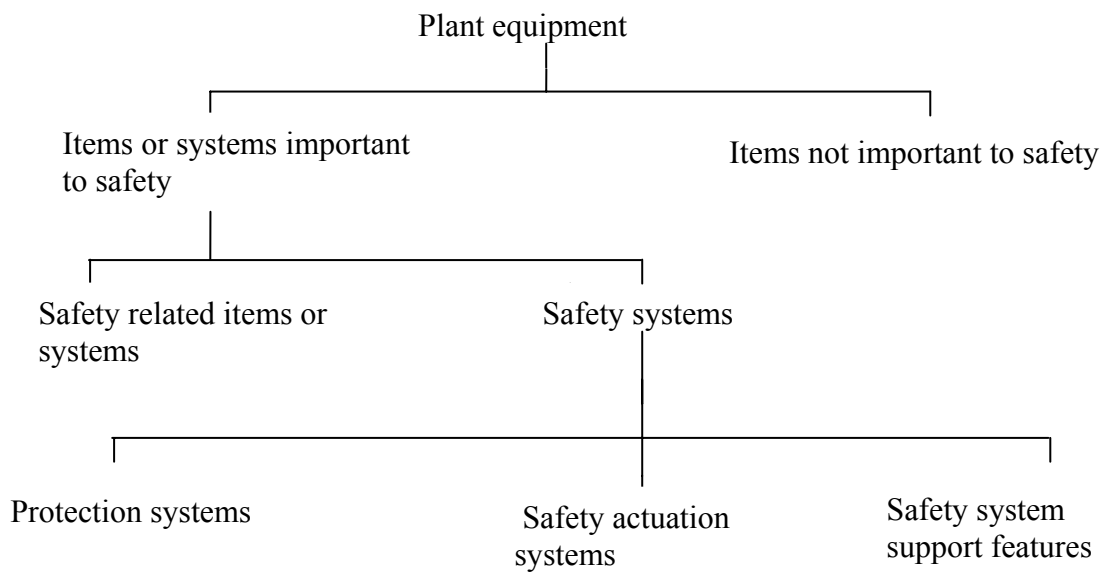 Plant equipment
Items or systems important
to safety
Items not important to safety
Safety related items or
systems
Safety systems
Protection systems
Safety actuation
systems
Safety system
support features